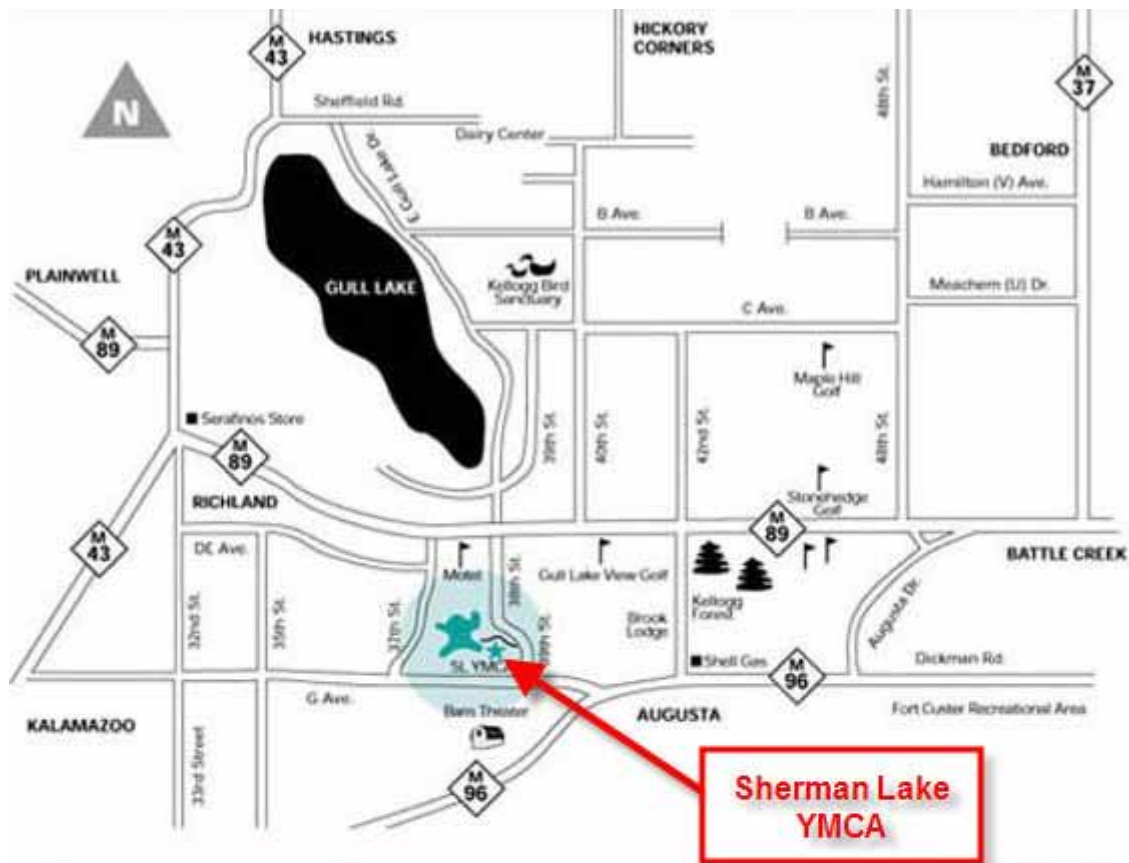 M
43
HASTINGS
HICKORY
CORNERS
48th St.
M
37
N
Sheffield Rd.
Dairy Center
E Gull Lake Dr.
BEDFORD
Hamilton (V) Ave.
B Ave.
B Ave.
M
43
PLAINWELL
GULL LAKE
Kellogg Bird
Sanctuary
Meachem (U) Dr.
C Ave.
M
89
Maple Hill
Golf
Serafinos Store
39th St.
40th St.
42nd St.
48th St.
M
89
RICHLAND
Stonehedge
Golf
M
89
M
43
DE Ave.
BATTLE CREEK
Motel
38th St.
Gull Lake View Golf
Kellogg
Forest
Augusta Dr.
32nd St.
35th St.
37th St.
Brook
Lodge
39th St.
SL YMCA
Shell Gas
M
96
Dickman Rd.
G Ave.
Barn Theater
AUGUSTA
Fort Custer Recreational Area
KALAMAZOO
33rd Street
M
96
Sherman Lake
YMCA